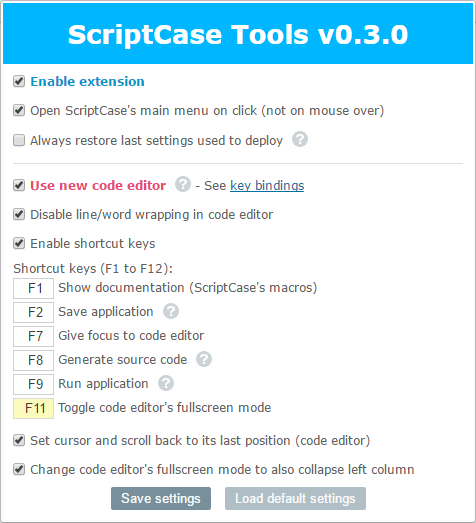 ScriptCase Tools v0.3.0
Enable extension
Open ScriptCase's main menu on click (not on mouse over)
Always restore last settings used to deploy ?
Use new code editor ? - See key bindings
Disable line/word wrapping in code editor
Enable shortcut keys
Shortcut keys (F1 to F12):
F1 Show documentation (ScriptCase's macros)
F2 Save application ?
F7 Give focus to code editor
F8 Generate source code ?
F9 Run application ?
F11 Toggle code editor's fullscreen mode
Set cursor and scroll back to its last position (code editor)
Change code editor's fullscreen mode to also collapse left column
Save settings Load default settings